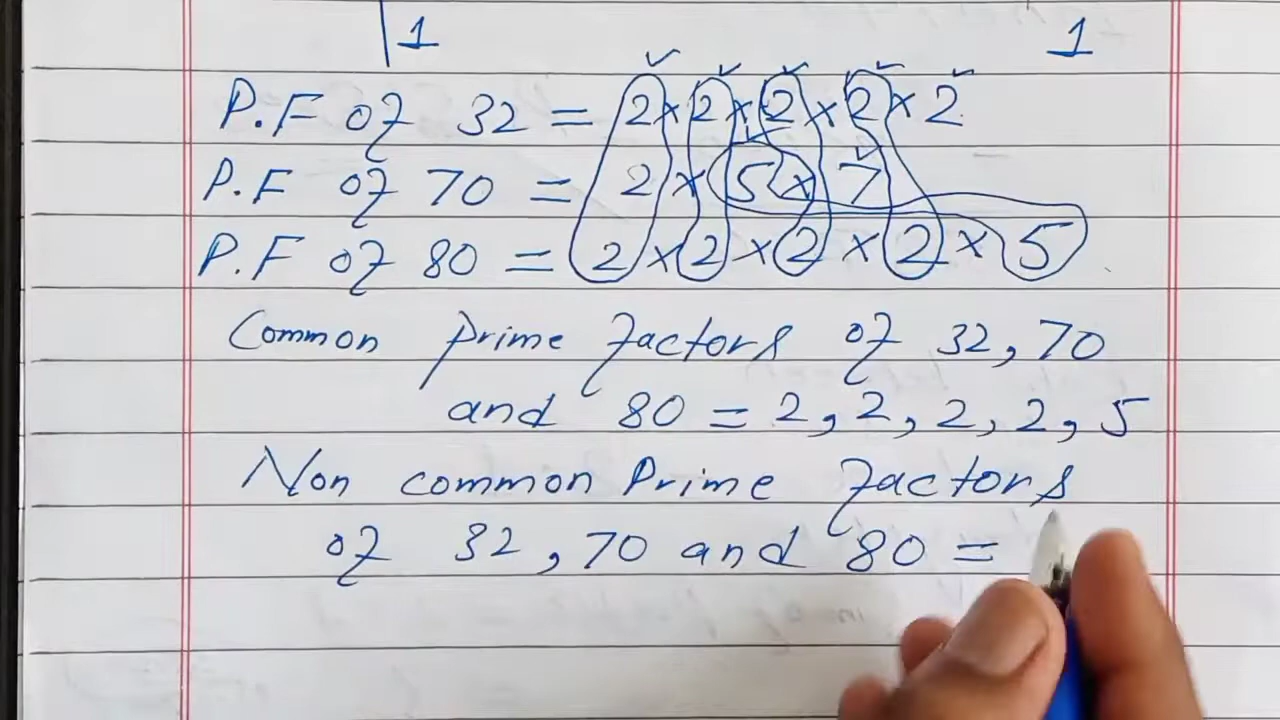 1 1
P.F of 32 = 2 × 2 × 2 × 2 × 2
P.F of 70 = 2 × 5 × 7
P.F of 80 = 2 × 2 × 2 × 2 × 5
Common prime factors of 32, 70
and 80 = 2, 2, 2, 2, 5
Non common Prime factors
of 32, 70 and 80 =